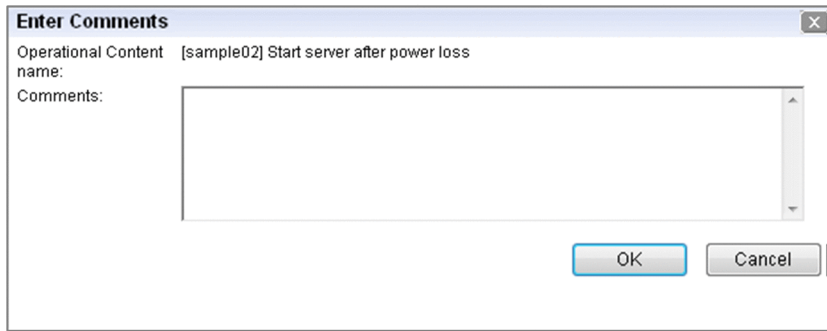 Enter Comments
Operational Content [sample02] Start server after power loss
name:
Comments:
OK Cancel